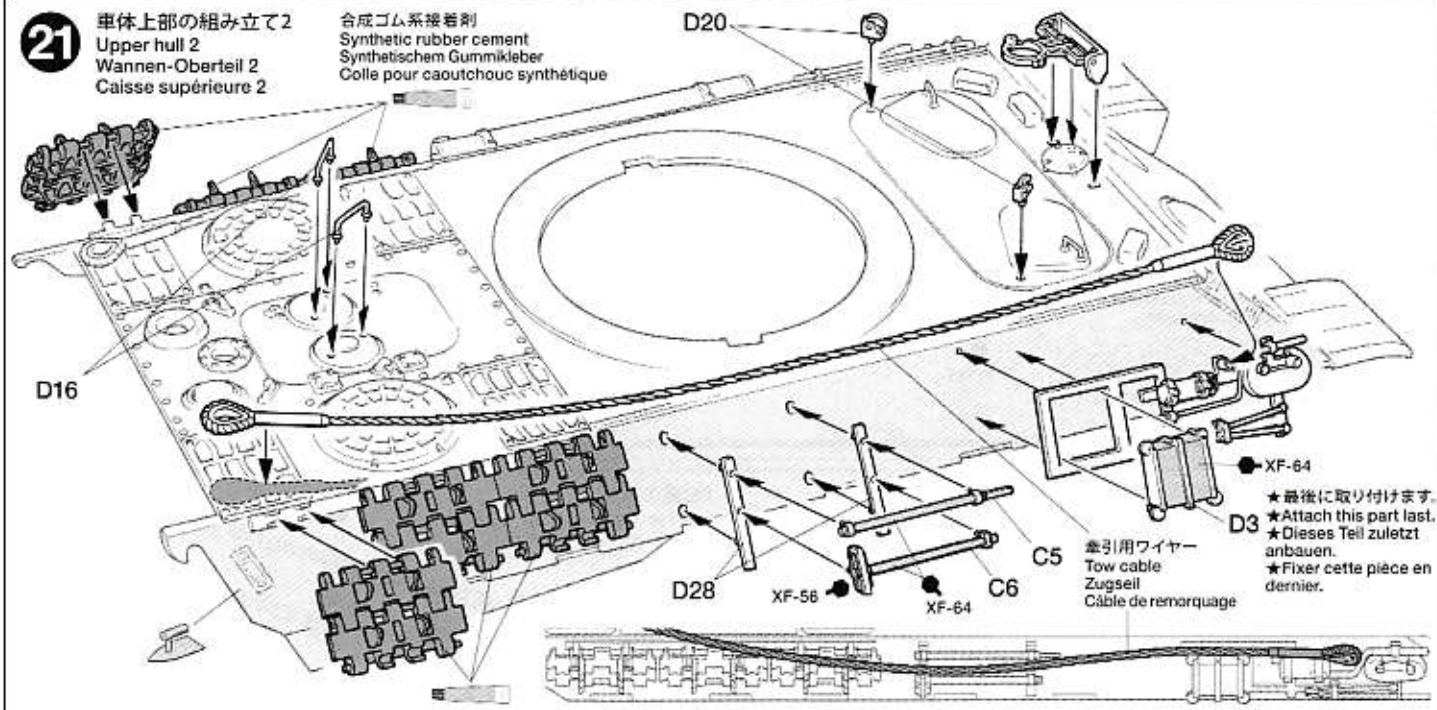 21
車体上部の組み立て2
Upper hull 2
Wannen-Oberteil 2
Caisse supérieure 2
合成ゴム系接着剤
Synthetic rubber cement
Synthetischem Gummikleber
Colle pour caoutchouc synthétique
D20
D16
XF-64
★最後に取り付けます。
★Attach this part last.
★Dieses Teil zuletzt
anbauen.
★Fixer cette pièce en
dernier.
D3
C5
牽引用ワイヤー
Tow cable
Zugseil
Câble de remorquage
D28
XF-56
XF-64
C6